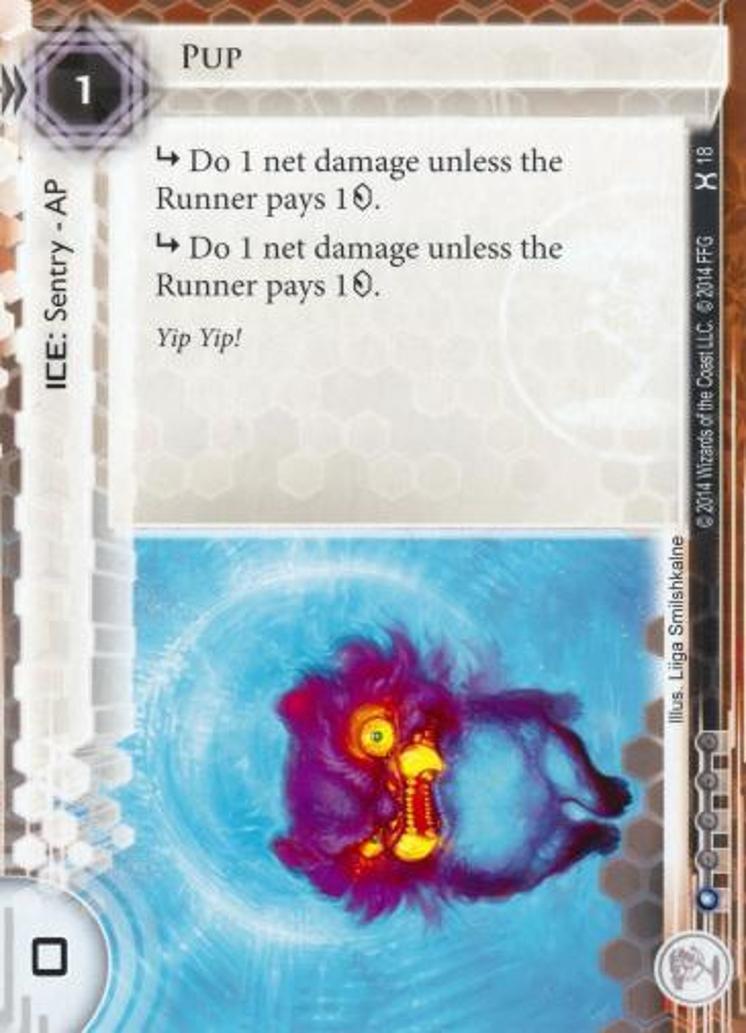 PUP
1
↳ Do 1 net damage unless the
Runner pays 1.
↳ Do 1 net damage unless the
Runner pays 1.
Yip Yip!
ICE: Sentry - AP
18
© 2014 Wizards of the Coast LLC. © 2014 FFG
Illus. Liiga Smilshkalne
0